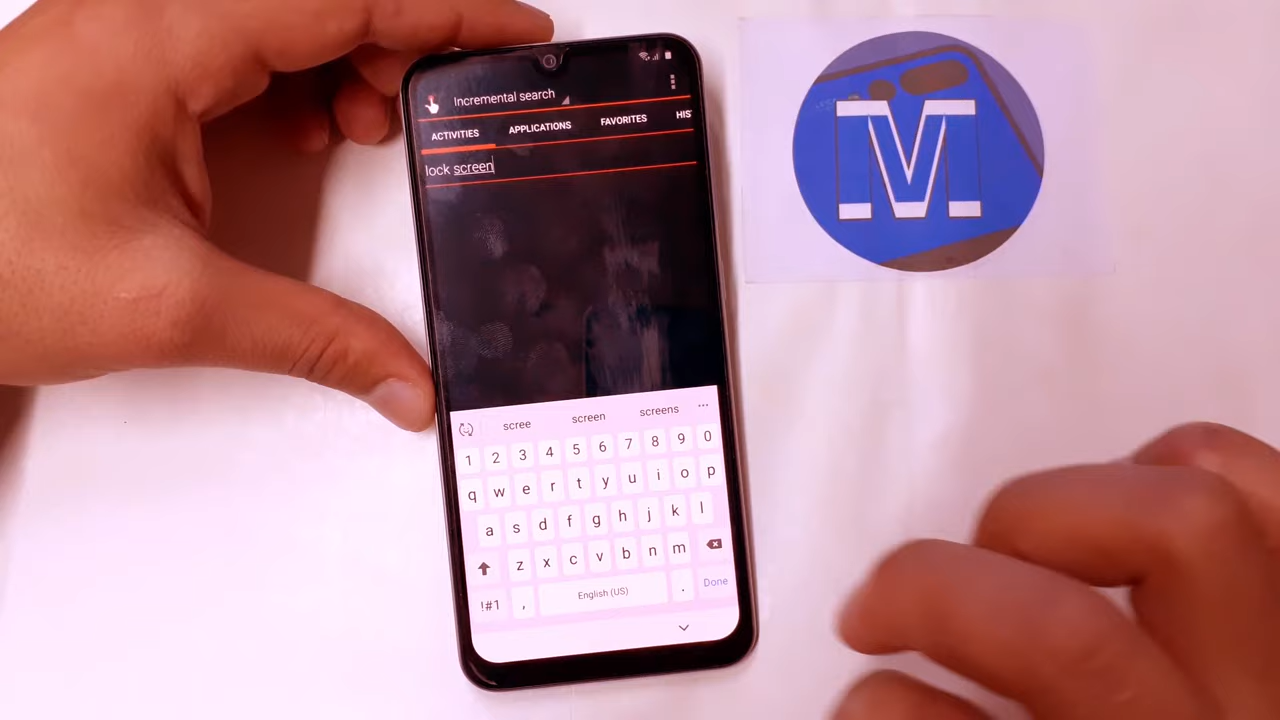 Incremental search
ACTIVITIES APPLICATIONS FAVORITES HIS
lock screen
scree screen screens ...
1 2 3 4 5 6 7 8 9 0
q w e r t y u i o p
a s d f g h j k l
z x c v b n m
!#1 , English (US) . Done
M